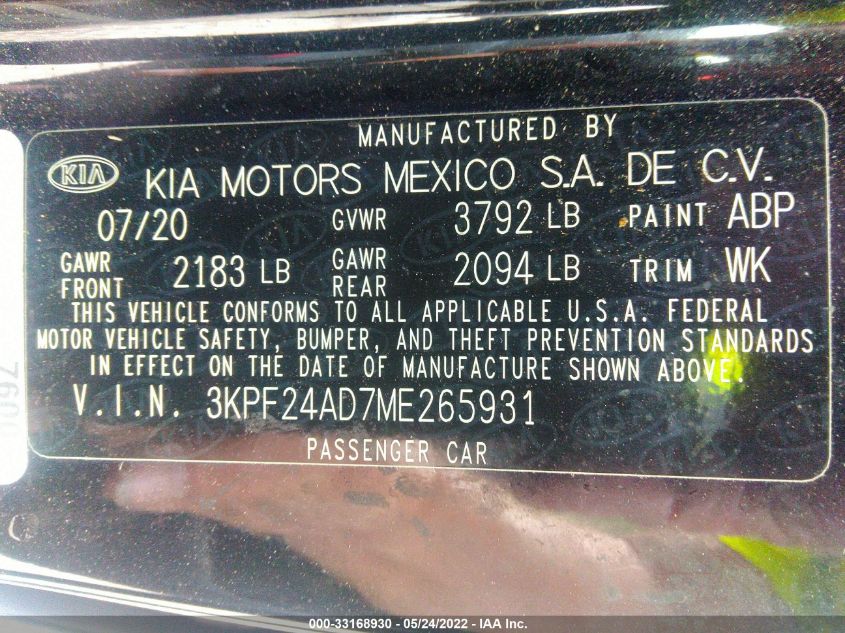 MANUFACTURED BY
KIA KIA MOTORS MEXICO S.A. DE C.V.
07/20 GVWR 3792 LB PAINT ABP
GAWR FRONT 2183 LB GAWR REAR 2094 LB TRIM WK
THIS VEHICLE CONFORMS TO ALL APPLICABLE U.S.A. FEDERAL
MOTOR VEHICLE SAFETY, BUMPER, AND THEFT PREVENTION STANDARDS
IN EFFECT ON THE DATE OF MANUFACTURE SHOWN ABOVE.
V.I.N. 3KPF24AD7ME265931
PASSENGER CAR
000-33168930 - 05/24/2022 - IAA Inc.